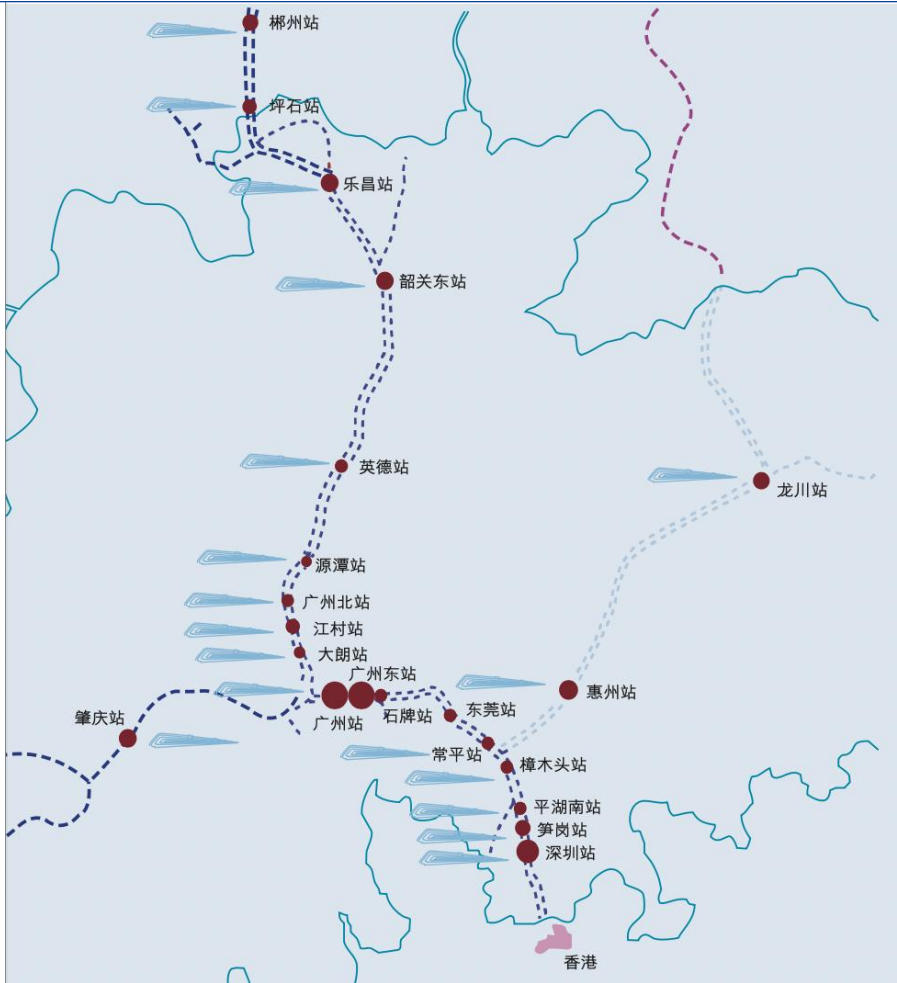 郴州站
坪石站
乐昌站
韶关东站
英德站
龙川站
源潭站
广州北站
江村站
大朗站
广州东站
惠州站
肇庆站
广州站
石牌站
东莞站
常平站
樟木头站
平湖南站
笋岗站
深圳站
香港